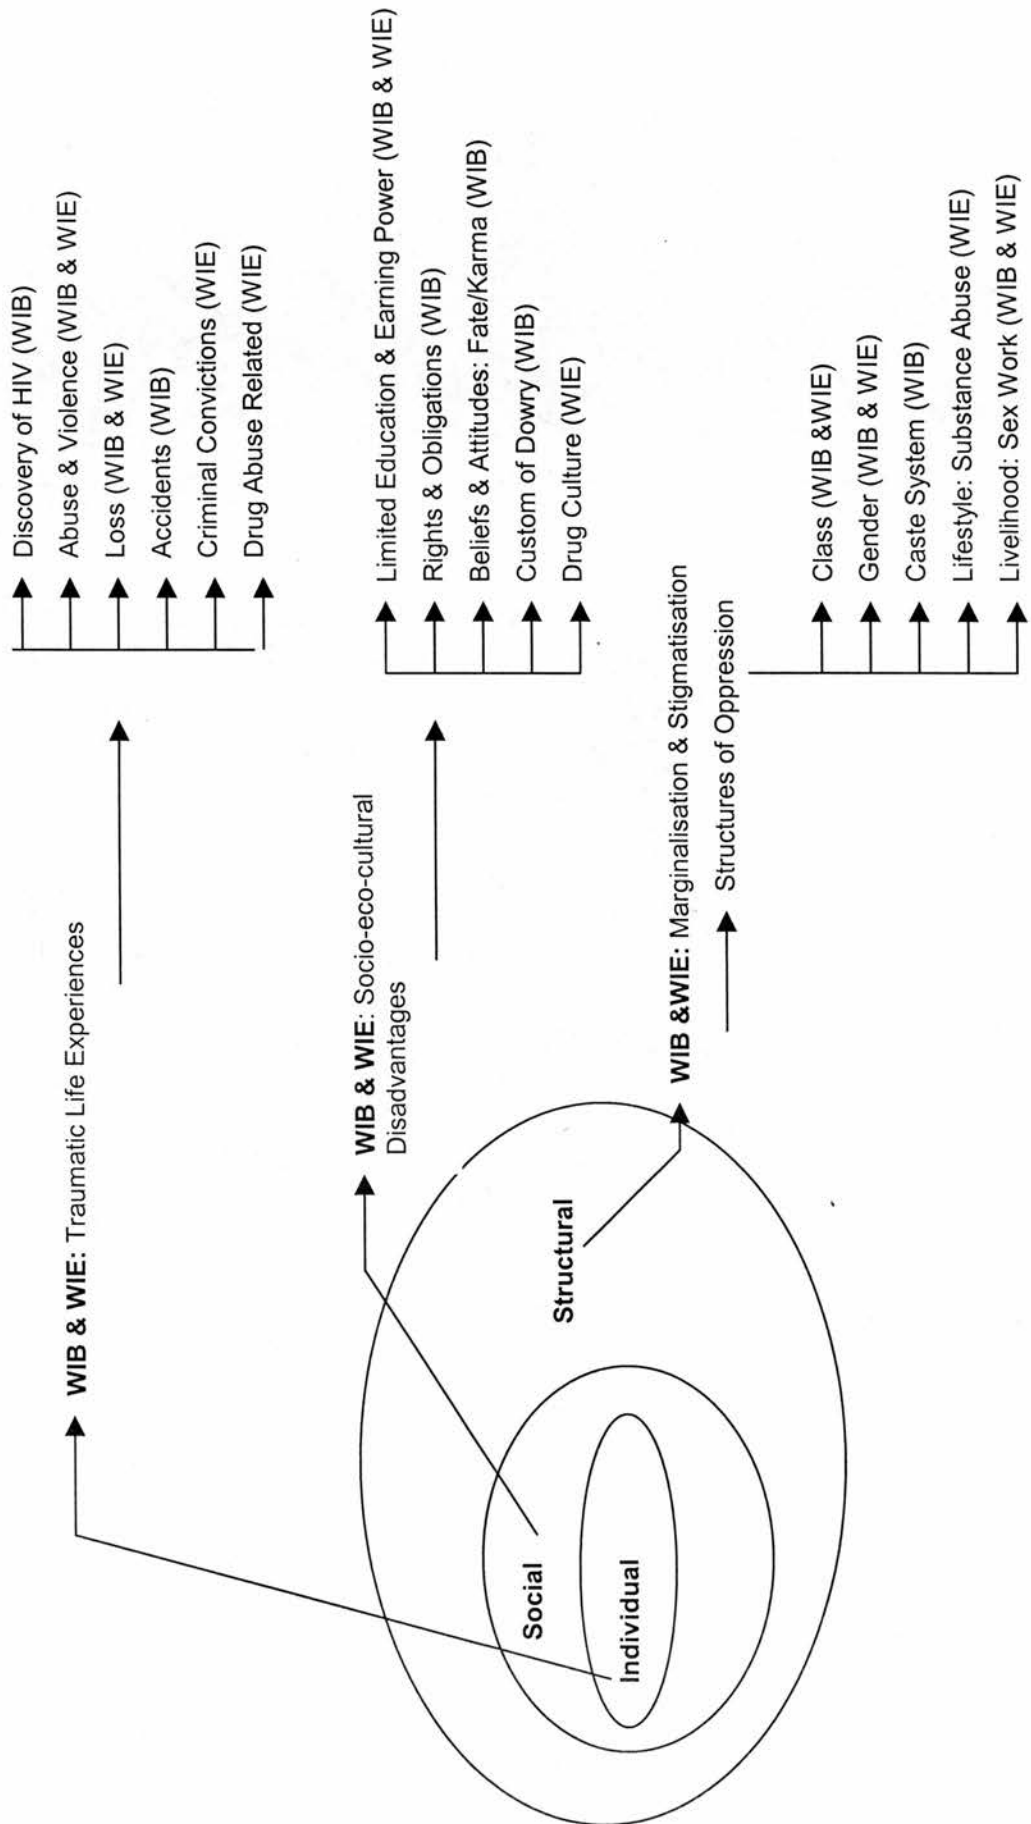 WIB & WIE: Traumatic Life Experiences
Discovery of HIV (WIB)
Abuse & Violence (WIB & WIE)
Loss (WIB & WIE)
Accidents (WIB)
Criminal Convictions (WIE)
Drug Abuse Related (WIE)
WIB & WIE: Socio-eco-cultural
Disadvantages
Limited Education & Earning Power (WIB & WIE)
Rights & Obligations (WIB)
Beliefs & Attitudes: Fate/Karma (WIB)
Custom of Dowry (WIB)
Drug Culture (WIE)
Social
Individual
Structural
WIB &WIE: Marginalisation & Stigmatisation
Structures of Oppression
Class (WIB &WIE)
Gender (WIB & WIE)
Caste System (WIB)
Lifestyle: Substance Abuse (WIE)
Livelihood: Sex Work (WIB & WIE)